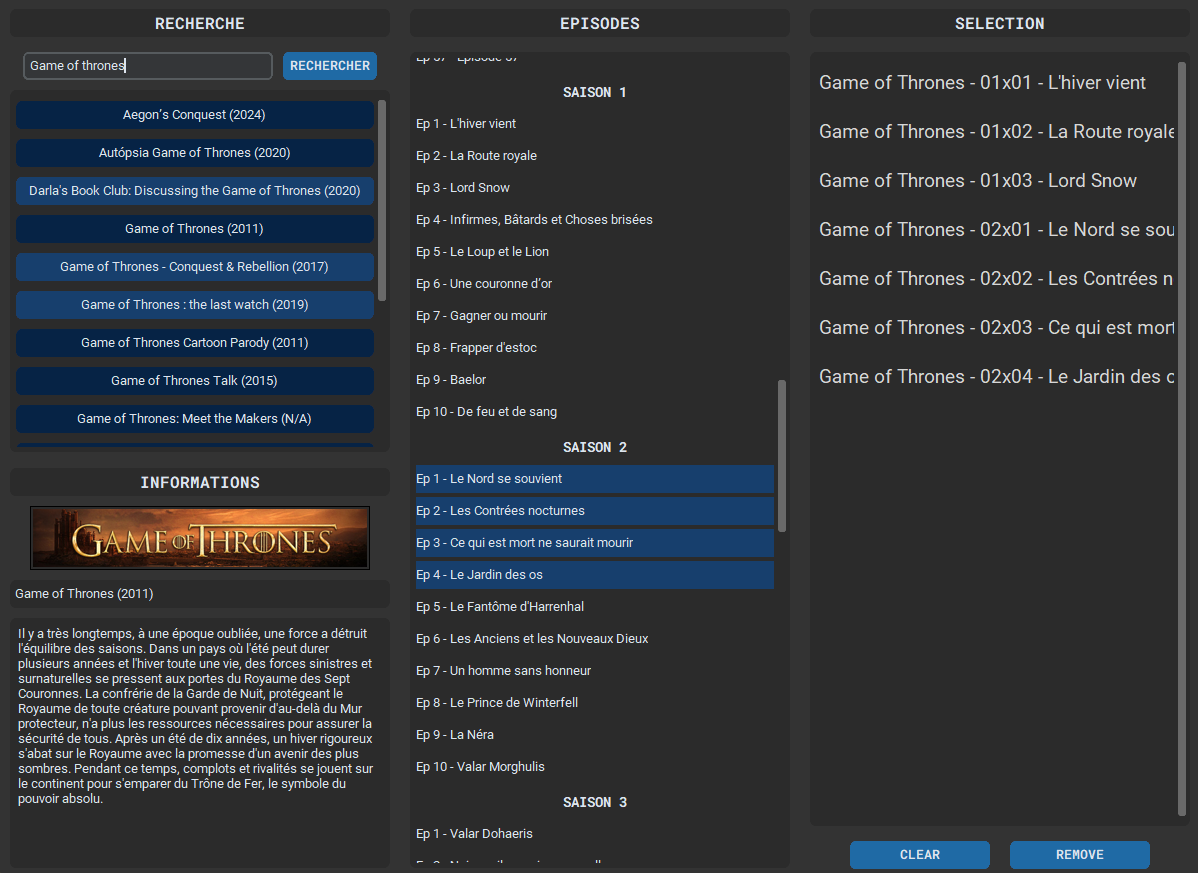 RECHERCHE
Game of thrones
RECHERCHER
Aegon’s Conquest (2024)
Autópsia Game of Thrones (2020)
Darla's Book Club: Discussing the Game of Thrones (2020)
Game of Thrones (2011)
Game of Thrones - Conquest & Rebellion (2017)
Game of Thrones : the last watch (2019)
Game of Thrones Cartoon Parody (2011)
Game of Thrones Talk (2015)
Game of Thrones: Meet the Makers (N/A)
INFORMATIONS
GAME OF THRONES
Game of Thrones (2011)
Il y a très longtemps, à une époque oubliée, une force a détruit
l'équilibre des saisons. Dans un pays où l'été peut durer
plusieurs années et l'hiver toute une vie, des forces sinistres et
surnaturelles se pressent aux portes du Royaume des Sept
Couronnes. La confrérie de la Garde de Nuit, protégeant le
Royaume de toute créature pouvant provenir d'au-delà du Mur
protecteur, n'a plus les ressources nécessaires pour assurer la
sécurité de tous. Après un été de dix années, un hiver rigoureux
s'abat sur le Royaume avec la promesse d'un avenir des plus
sombres. Pendant ce temps, complots et rivalités se jouent sur
le continent pour s'emparer du Trône de Fer, le symbole du
pouvoir absolu.
EPISODES
SAISON 1
Ep 1 - L'hiver vient
Ep 2 - La Route royale
Ep 3 - Lord Snow
Ep 4 - Infirmes, Bâtards et Choses brisées
Ep 5 - Le Loup et le Lion
Ep 6 - Une couronne d’or
Ep 7 - Gagner ou mourir
Ep 8 - Frapper d'estoc
Ep 9 - Baelor
Ep 10 - De feu et de sang
SAISON 2
Ep 1 - Le Nord se souvient
Ep 2 - Les Contrées nocturnes
Ep 3 - Ce qui est mort ne saurait mourir
Ep 4 - Le Jardin des os
Ep 5 - Le Fantôme d'Harrenhal
Ep 6 - Les Anciens et les Nouveaux Dieux
Ep 7 - Un homme sans honneur
Ep 8 - Le Prince de Winterfell
Ep 9 - La Néra
Ep 10 - Valar Morghulis
SAISON 3
Ep 1 - Valar Dohaeris
SELECTION
Game of Thrones - 01x01 - L'hiver vient
Game of Thrones - 01x02 - La Route royale
Game of Thrones - 01x03 - Lord Snow
Game of Thrones - 02x01 - Le Nord se sou
Game of Thrones - 02x02 - Les Contrées n
Game of Thrones - 02x03 - Ce qui est mort
Game of Thrones - 02x04 - Le Jardin des o
CLEAR
REMOVE